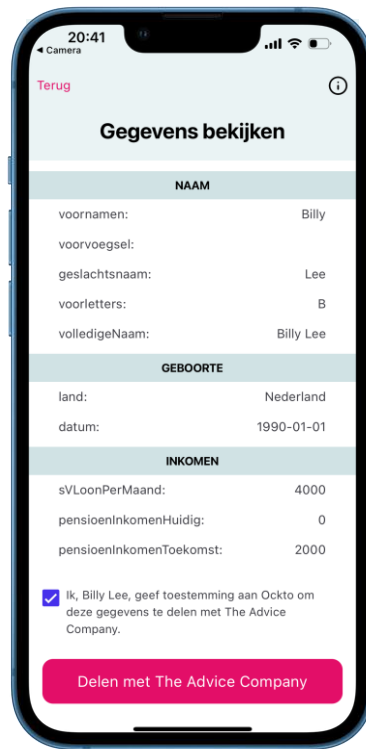 20:41
Camera
Terug
Gegevens bekijken
NAAM
voornamen: Billy
voorvoegsel:
geslachtsnaam: Lee
voorletters: B
volledigeNaam: Billy Lee
GEBOORTE
land: Nederland
datum: 1990-01-01
INKOMEN
sVLoonPerMaand: 4000
pensioenInkomenHuidig: 0
pensioenInkomenToekomst: 2000
Ik, Billy Lee, geef toestemming aan Ockto om
deze gegevens te delen met The Advice
Company.
Delen met The Advice Company